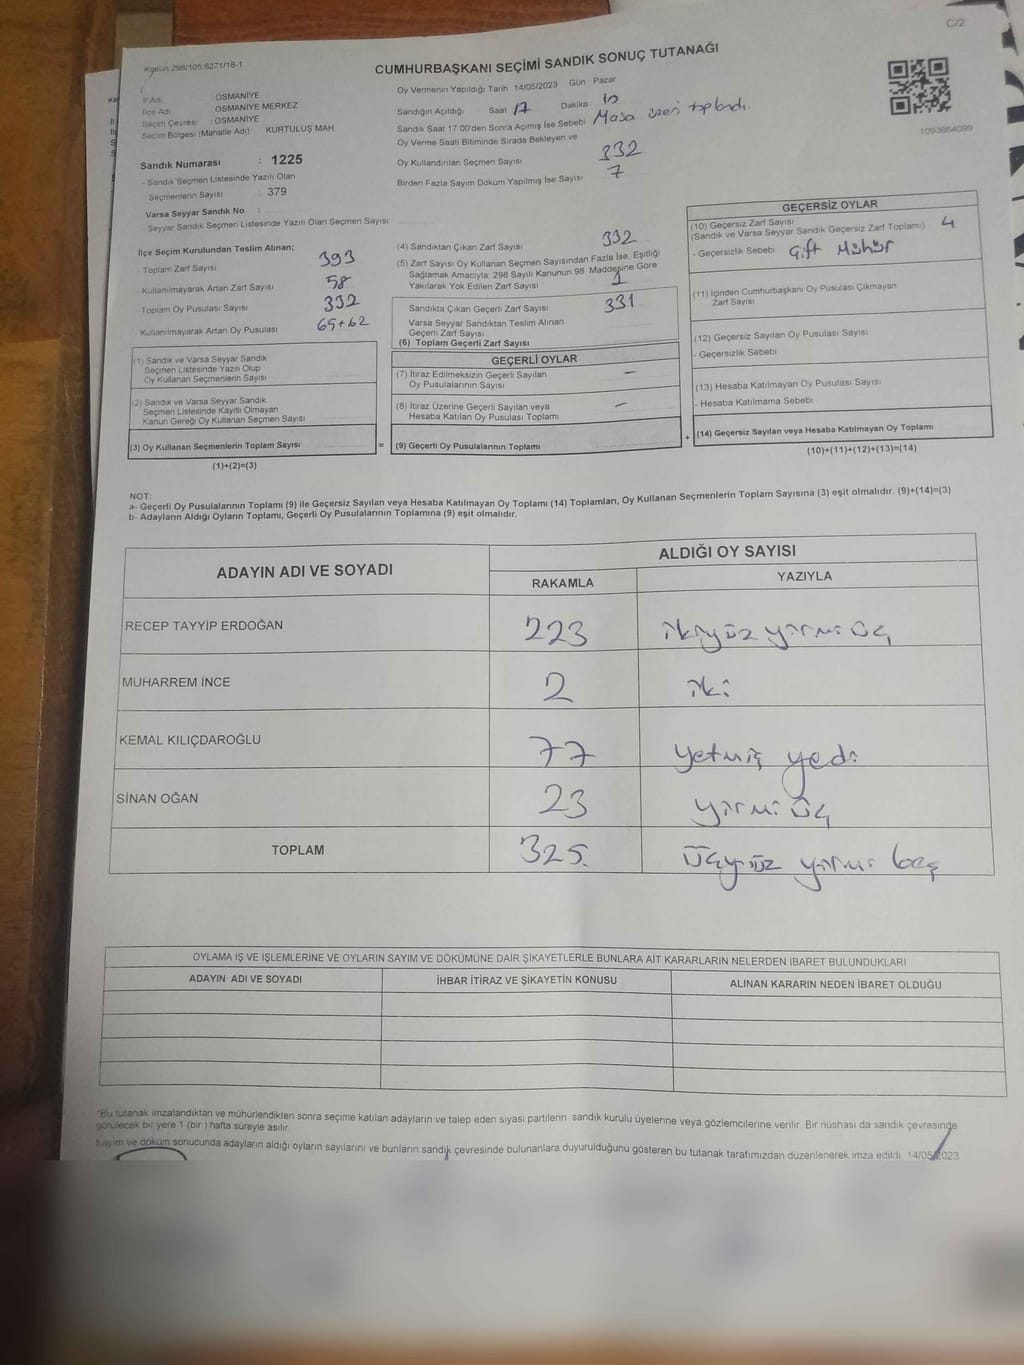 C/2
Kanun 298/105.6271/18-1
CUMHURBAŞKANI SEÇİMİ SANDIK SONUÇ TUTANAĞI
İl Adı : OSMANİYE
İlçe Adı : OSMANİYE MERKEZ
Seçim Çevresi : OSMANİYE
Seçim Bölgesi (Mahalle Adı) KURTULUŞ MAH.
Sandık Numarası : 1225
- Sandık Seçmen Listesinde Yazılı Olan
Seçmenlerin Sayısı : 379
Varsa Seyyar Sandık No :
- Seyyar Sandık Seçmen Listesinde Yazılı Olan Seçmen Sayısı
Oy Vermenin Yapıldığı Tarih 14/05/2023 Gün Pazar
Sandığın Açıldığı Saat 17 Dakika 10
Sandık Saat 17 00'den Sonra Açımış İse Sebebi Masa üzeri toplandı.
Oy Verme Saati Bitiminde Sırada Bekleyen ve
Oy Kullandırılan Seçmen Sayısı 332
Birden Fazla Sayım Döküm Yapılmış İse Sayısı 7
1093664099
İlçe Seçim Kurulundan Teslim Alınan;
- Toplam Zarf Sayısı 393
- Kullanılmayarak Artan Zarf Sayısı 58
- Toplam Oy Pusulası Sayısı 332
- Kullanılmayarak Artan Oy Pusulası 65+62
(1) Sandık ve Varsa Seyyar Sandık
Seçmen Listesinde Yazılı Olup
Oy Kullanan Seçmenlerin Sayısı
(2) Sandık ve Varsa Seyyar Sandık
Seçmen Listesinde Kayıtlı Olmayan
Kanun Gereği Oy Kullanan Seçmen Sayısı
(3) Oy Kullanan Seçmenlerin Toplam Sayısı
(1)+(2)=(3)
=
(4) Sandıktan Çıkan Zarf Sayısı 332
(5) Zarf Sayısı Oy Kullanan Seçmen Sayısından Fazla İse, Eşitliği
Sağlamak Amacıyla: 298 Sayılı Kanunun 98. Maddesine Göre
Yakılarak Yok Edilen Zarf Sayısı 1
Sandıkta Çıkan Geçerli Zarf Sayısı 331
Varsa Seyyar Sandıktan Teslim Alınan
Geçerli Zarf Sayısı
(6) Toplam Geçerli Zarf Sayısı
GEÇERLİ OYLAR
(7) İtiraz Edilmeksizin Geçerli Sayılan
Oy Pusulalarının Sayısı –
(8) İtiraz Üzerine Geçerli Sayılan veya
Hesaba Katılan Oy Pusulası Toplamı –
(9) Geçerli Oy Pusulalarının Toplamı
+
GEÇERSİZ OYLAR
(10) Geçersiz Zarf Sayısı
(Sandık ve Varsa Seyyar Sandık Geçersiz Zarf Toplamı) 4
- Geçersizlik Sebebi Çift Mühür
(11) İçinden Cumhurbaşkanı Oy Pusulası Çıkmayan
Zarf Sayısı
(12) Geçersiz Sayılan Oy Pusulası Sayısı
- Geçersizlik Sebebi
(13) Hesaba Katılmayan Oy Pusulası Sayısı
- Hesaba Katılmama Sebebi
(14) Geçersiz Sayılan veya Hesaba Katılmayan Oy Toplamı
(10)+(11)+(12)+(13)=(14)
NOT:
a- Geçerli Oy Pusulalarının Toplamı (9) ile Geçersiz Sayılan veya Hesaba Katılmayan Oy Toplamı (14) Toplamları, Oy Kullanan Seçmenlerin Toplam Sayısına (3) eşit olmalıdır. (9)+(14)=(3)
b- Adayların Aldığı Oyların Toplamı, Geçerli Oy Pusulalarının Toplamına (9) eşit olmalıdır.
ADAYIN ADI VE SOYADI ALDIĞI OY SAYISI
RAKAMLA YAZIYLA
RECEP TAYYİP ERDOĞAN 223 ikiyüz yirmi üç
MUHARREM İNCE 2 iki
KEMAL KILIÇDAROĞLU 77 yetmiş yedi
SİNAN OĞAN 23 yirmi üç
TOPLAM 325. üçyüz yirmi beş
OYLAMA İŞ VE İŞLEMLERİNE VE OYLARIN SAYIM VE DÖKÜMÜNE DAİR ŞİKAYETLERLE BUNLARA AİT KARARLARIN NELERDEN İBARET BULUNDUKLARI
ADAYIN ADI VE SOYADI İHBAR İTİRAZ VE ŞİKAYETİN KONUSU ALINAN KARARIN NEDEN İBARET OLDUĞU
*Bu tutanak imzalandıktan ve mühürlendikten sonra seçime katılan adayların ve talep eden siyasi partilerin sandık kurulu üyelerine veya gözlemcilerine verilir. Bir nüshası da sandık çevresinde
görülecek bir yere 1 (bir) hafta süreyle asılır.
Sayım ve döküm sonucunda adayların aldığı oyların sayılarını ve bunların sandık çevresinde bulunanlara duyurulduğunu gösteren bu tutanak tarafımızdan düzenlenerek imza edildi. 14/05/2023